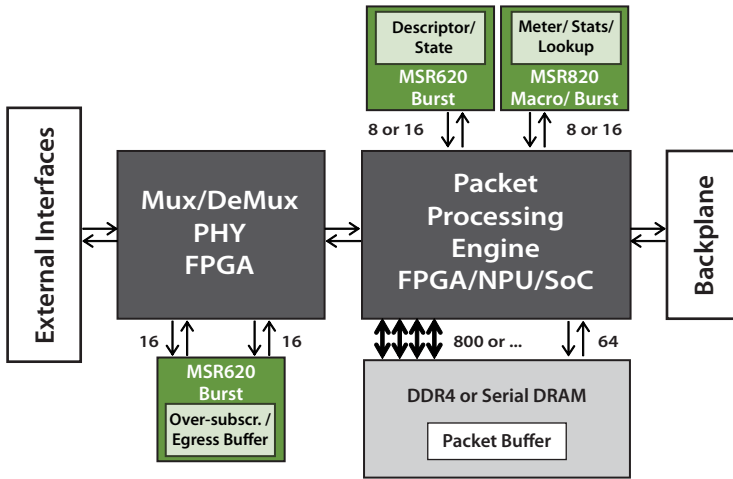 Descriptor/
State
MSR620
Burst
Meter/ Stats/
Lookup
MSR820
Macro/ Burst
8 or 16
8 or 16
External Interfaces
Mux/DeMux
PHY
FPGA
Packet
Processing
Engine
FPGA/NPU/SoC
Backplane
16
16
800 or ...
64
MSR620
Burst
Over-subscr. /
Egress Buffer
DDR4 or Serial DRAM
Packet Buffer